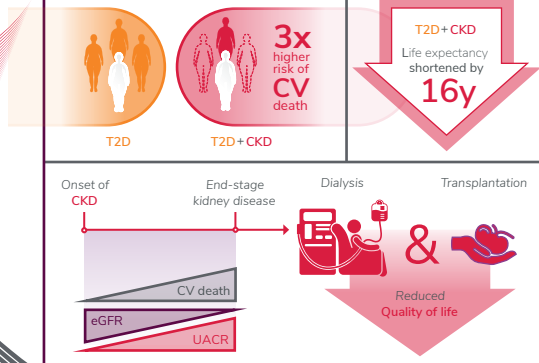 3x
higher
risk of
CV
death
T2D
T2D+CKD
T2D+CKD
Life expectancy
shortened by
16y
Onset of
CKD
End-stage
kidney disease
Dialysis
Transplantation
CV death
eGFR
UACR
&
Reduced
Quality of life